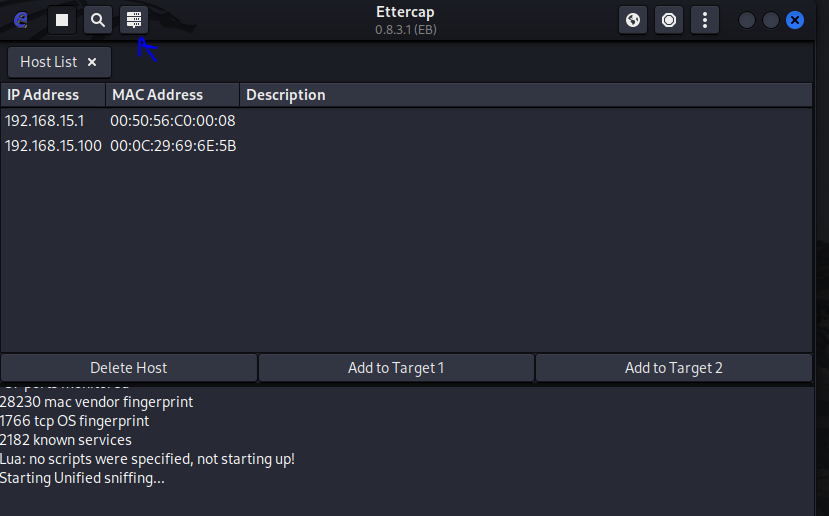 Ettercap
0.8.3.1 (EB)
Host List ×
IP Address MAC Address Description
192.168.15.1 00:50:56:C0:00:08
192.168.15.100 00:0C:29:69:6E:5B
Delete Host Add to Target 1 Add to Target 2
ports monitored
28230 mac vendor fingerprint
1766 tcp OS fingerprint
2182 known services
Lua: no scripts were specified, not starting up!
Starting Unified sniffing...